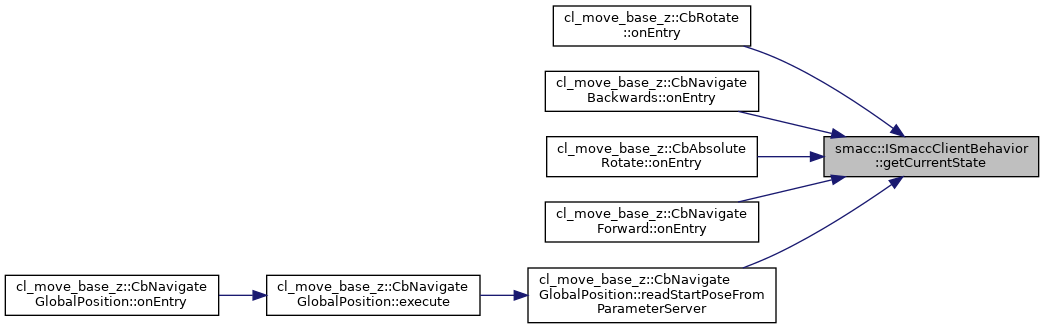 cl_move_base_z::CbRotate
::onEntry
cl_move_base_z::CbNavigate
Backwards::onEntry
cl_move_base_z::CbAbsolute
Rotate::onEntry
smacc::ISmaccClientBehavior
::getCurrentState
cl_move_base_z::CbNavigate
Forward::onEntry
cl_move_base_z::CbNavigate
GlobalPosition::onEntry
cl_move_base_z::CbNavigate
GlobalPosition::execute
cl_move_base_z::CbNavigate
GlobalPosition::readStartPoseFrom
ParameterServer